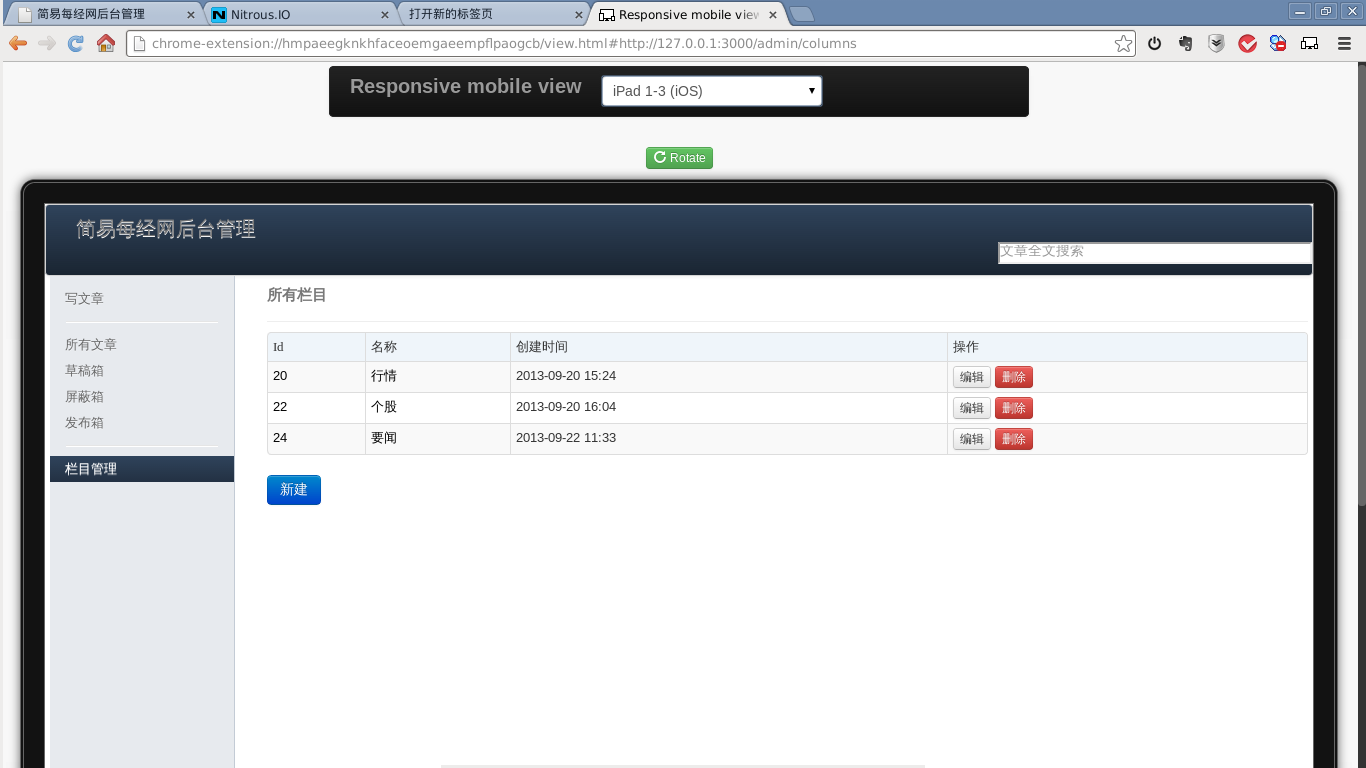 简易每经网后台管理
Nitrous.IO
打开新的标签页
Responsive mobile view
chrome-extension://hmpaeegknkhfaceoemgaeempflpaogcb/view.html#http://127.0.0.1:3000/admin/columns
Responsive mobile view
iPad 1-3 (iOS)
Rotate
简易每经网后台管理
文章全文搜索
写文章
所有文章
草稿箱
屏蔽箱
发布箱
栏目管理
所有栏目
Id 名称 创建时间 操作
20 行情 2013-09-20 15:24 编辑 删除
22 个股 2013-09-20 16:04 编辑 删除
24 要闻 2013-09-22 11:33 编辑 删除
新建